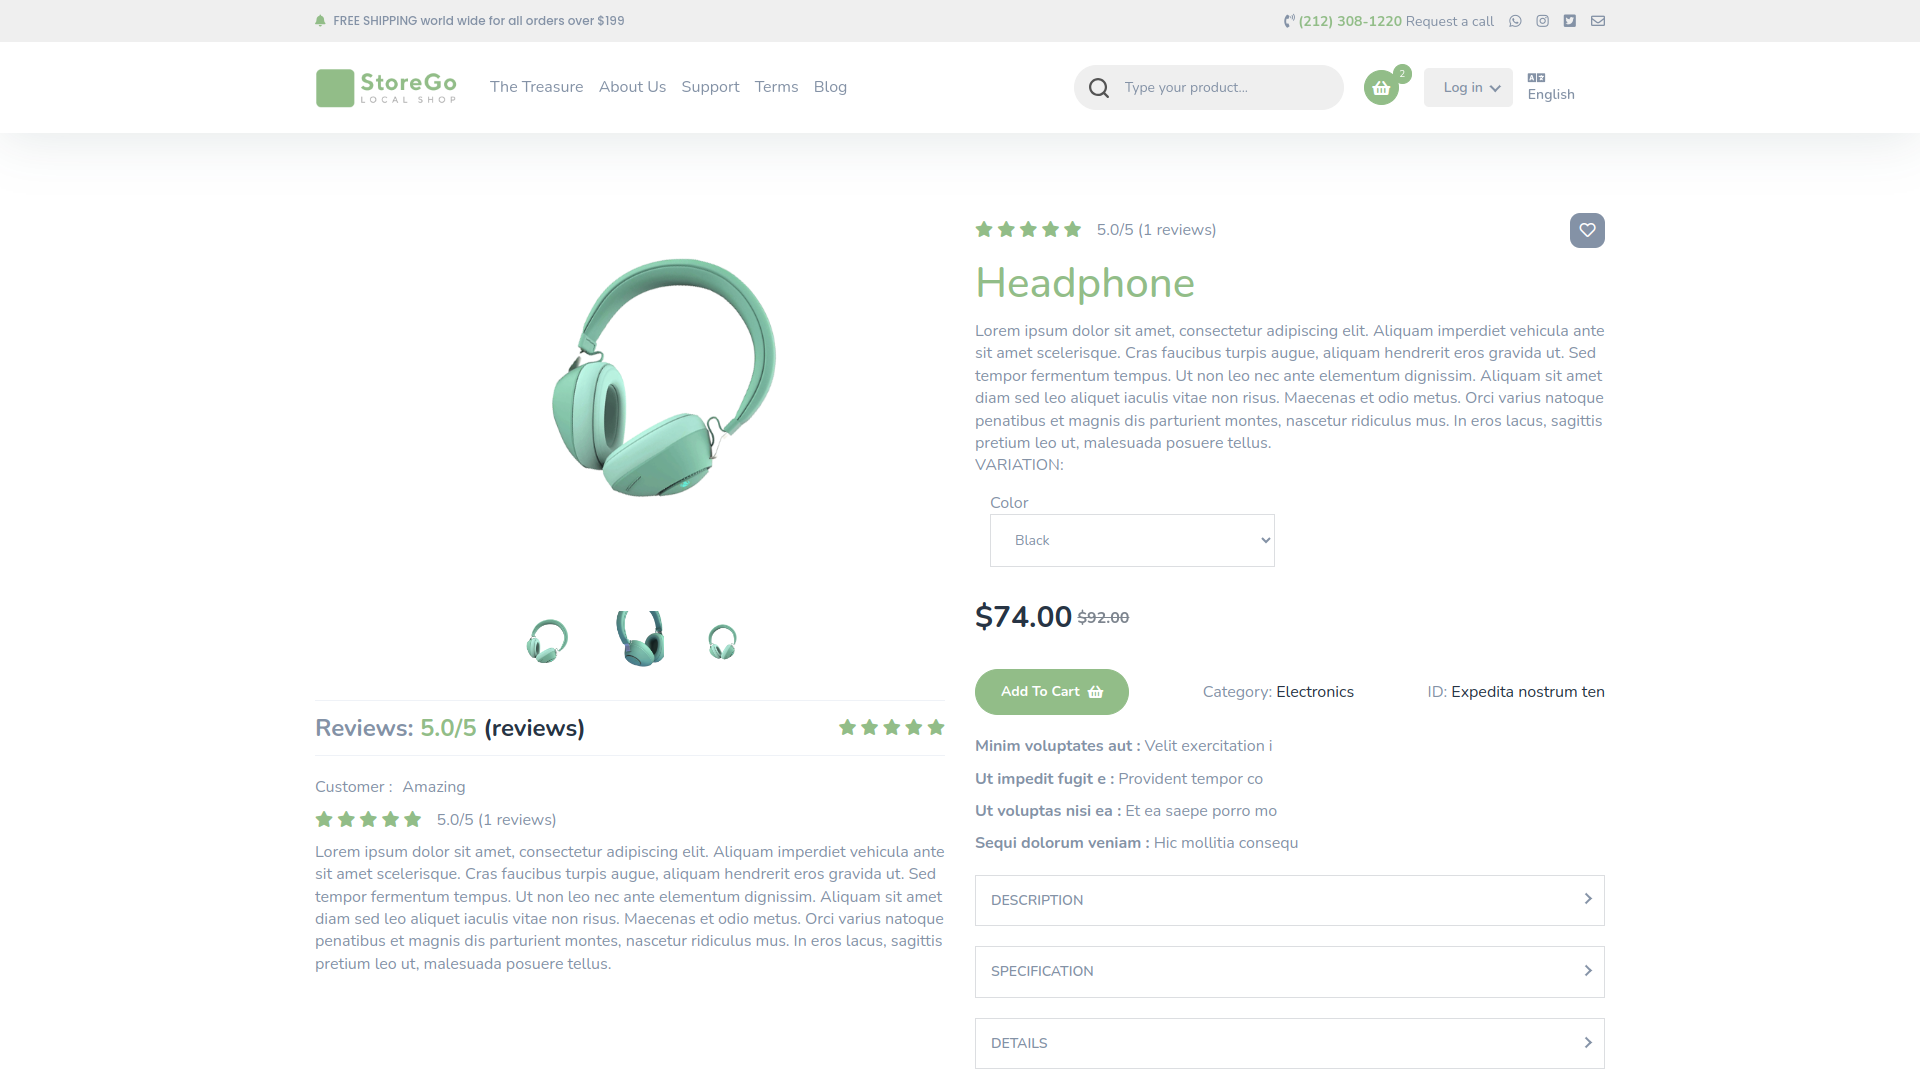 FREE SHIPPING world wide for all orders over $199
(212) 308-1220 Request a call
StoreGo
LOCAL SHOP
The Treasure
About Us
Support
Terms
Blog
Type your product...
2
Log in
English
5.0/5 (1 reviews)
Headphone
Lorem ipsum dolor sit amet, consectetur adipiscing elit. Aliquam imperdiet vehicula ante
sit amet scelerisque. Cras faucibus turpis augue, aliquam hendrerit eros gravida ut. Sed
tempor fermentum tempus. Ut non leo nec ante elementum dignissim. Aliquam sit amet
diam sed leo aliquet iaculis vitae non risus. Maecenas et odio metus. Orci varius natoque
penatibus et magnis dis parturient montes, nascetur ridiculus mus. In eros lacus, sagittis
pretium leo ut, malesuada posuere tellus.
VARIATION:
Color
Black
$74.00 $92.00
Add To Cart
Category: Electronics
ID: Expedita nostrum ten
Minim voluptates aut : Velit exercitation i
Ut impedit fugit e : Provident tempor co
Ut voluptas nisi ea : Et ea saepe porro mo
Sequi dolorum veniam : Hic mollitia consequ
DESCRIPTION
SPECIFICATION
DETAILS
Reviews: 5.0/5 (reviews)
Customer : Amazing
5.0/5 (1 reviews)
Lorem ipsum dolor sit amet, consectetur adipiscing elit. Aliquam imperdiet vehicula ante
sit amet scelerisque. Cras faucibus turpis augue, aliquam hendrerit eros gravida ut. Sed
tempor fermentum tempus. Ut non leo nec ante elementum dignissim. Aliquam sit amet
diam sed leo aliquet iaculis vitae non risus. Maecenas et odio metus. Orci varius natoque
penatibus et magnis dis parturient montes, nascetur ridiculus mus. In eros lacus, sagittis
pretium leo ut, malesuada posuere tellus.